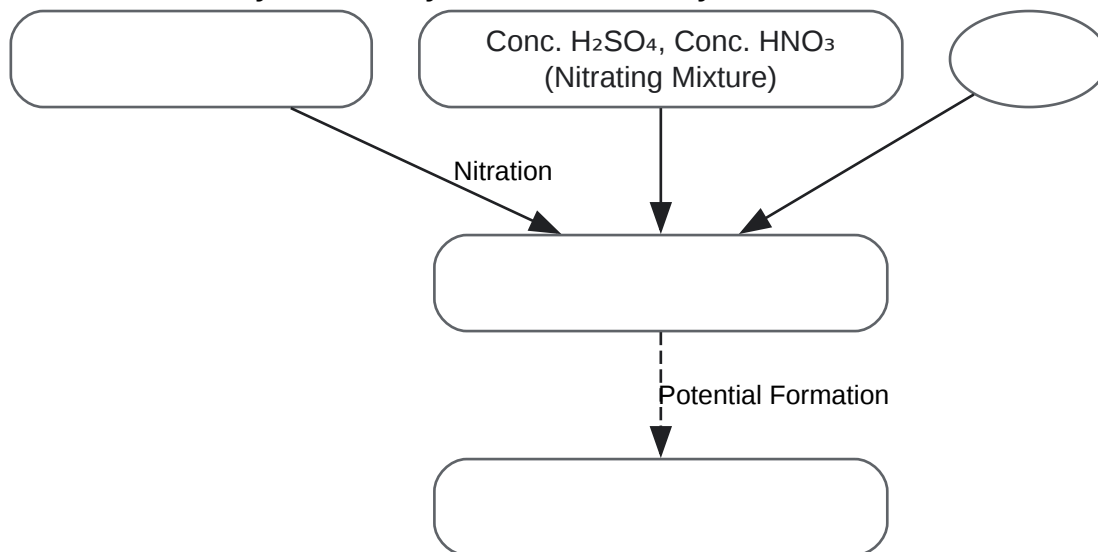 Conc. H₂SO₄, Conc. HNO₃
(Nitrating Mixture)
Nitration
Potential Formation